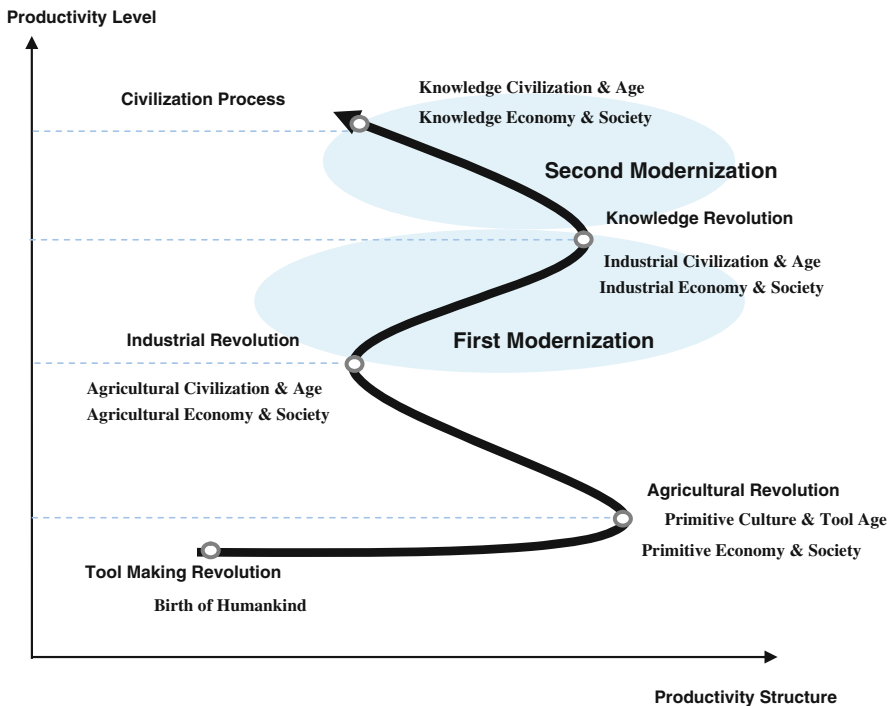 Productivity Level
Civilization Process
Knowledge Civilization & Age
Knowledge Economy & Society
Second Modernization
Knowledge Revolution
Industrial Civilization & Age
Industrial Economy & Society
Industrial Revolution
First Modernization
Agricultural Civilization & Age
Agricultural Economy & Society
Agricultural Revolution
Primitive Culture & Tool Age
Primitive Economy & Society
Tool Making Revolution
Birth of Humankind
Productivity Structure